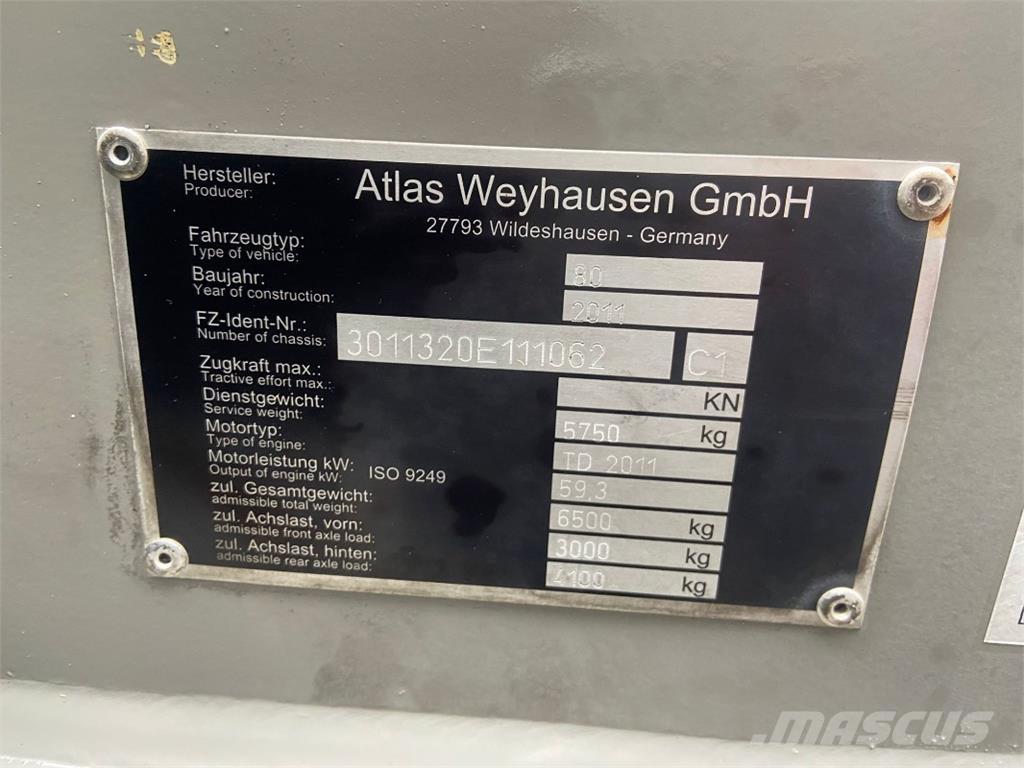 Hersteller:
Producer:
Atlas Weyhausen GmbH
27793 Wildeshausen - Germany
Fahrzeugtyp:
Type of vehicle:
80
Baujahr:
Year of construction:
2011
FZ-Ident-Nr.:
Number of chassis:
3011320E111062 C1
Zugkraft max.:
Tractive effort max.:
KN
Dienstgewicht:
Service weight:
5750 kg
Motortyp:
Type of engine:
TD 2011
Motorleistung kW: ISO 9249
Output of engine kW:
59.3
zul. Gesamtgewicht:
admissible total weight:
6500 kg
zul. Achslast, vorn:
admissible front axle load:
3000 kg
zul. Achslast, hinten:
admissible rear axle load:
4100 kg
MASCUS